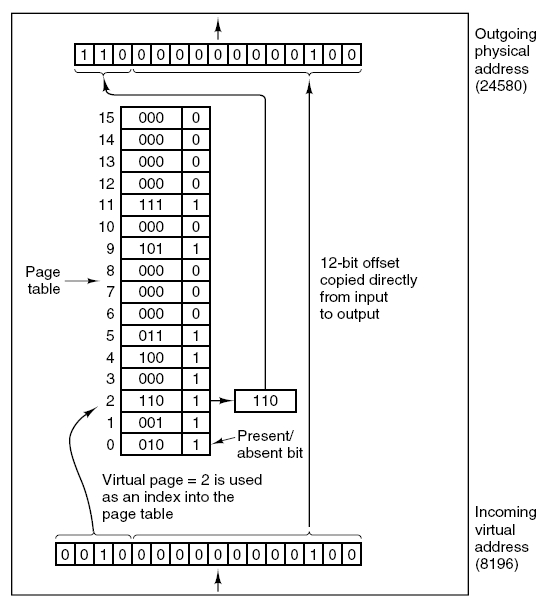 Outgoing
physical
address
(24580)
1 1 0 0 0 0 0 0 0 0 0 0 1 0 0
15 000 0
14 000 0
13 000 0
12 000 0
11 111 1
10 000 0
9 101 1
8 000 0
7 000 0
6 000 0
5 011 1
4 100 1
3 000 1
2 110 1 110
1 001 1
0 010 1
Page
table
12-bit offset
copied directly
from input
to output
Present/
absent bit
Virtual page = 2 is used
as an index into the
page table
Incoming
virtual
address
(8196)
0 0 1 0 0 0 0 0 0 0 0 0 0 1 0 0